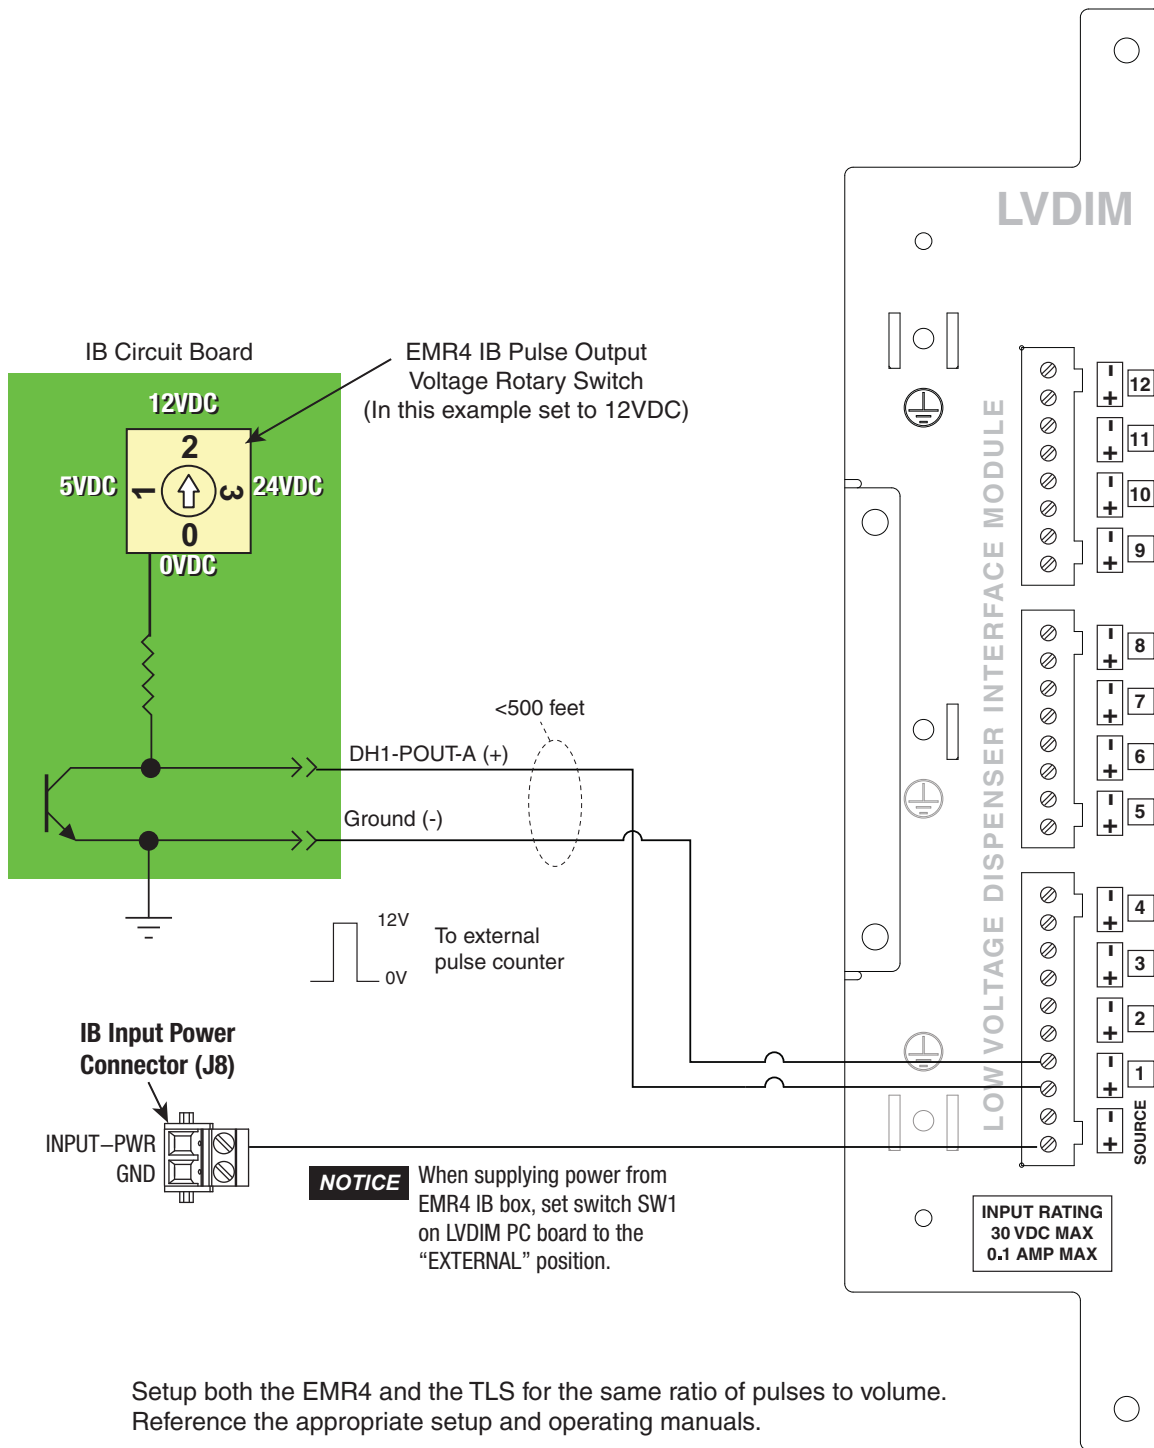 LVDIM
IB Circuit Board
EMR4 IB Pulse Output
Voltage Rotary Switch
(In this example set to 12VDC)
12VDC
2
5VDC
1
3
24VDC
0
0VDC
<500 feet
DH1-POUT-A (+)
Ground (-)
12V
0V
To external
pulse counter
IB Input Power
Connector (J8)
INPUT–PWR
GND
NOTICE
When supplying power from
EMR4 IB box, set switch SW1
on LVDIM PC board to the
“EXTERNAL” position.
LOW VOLTAGE DISPENSER INTERFACE MODULE
- + 12
- + 11
- + 10
- + 9
- + 8
- + 7
- + 6
- + 5
- + 4
- + 3
- + 2
- + 1
- + SOURCE
INPUT RATING
30 VDC MAX
0.1 AMP MAX
Setup both the EMR4 and the TLS for the same ratio of pulses to volume.
Reference the appropriate setup and operating manuals.